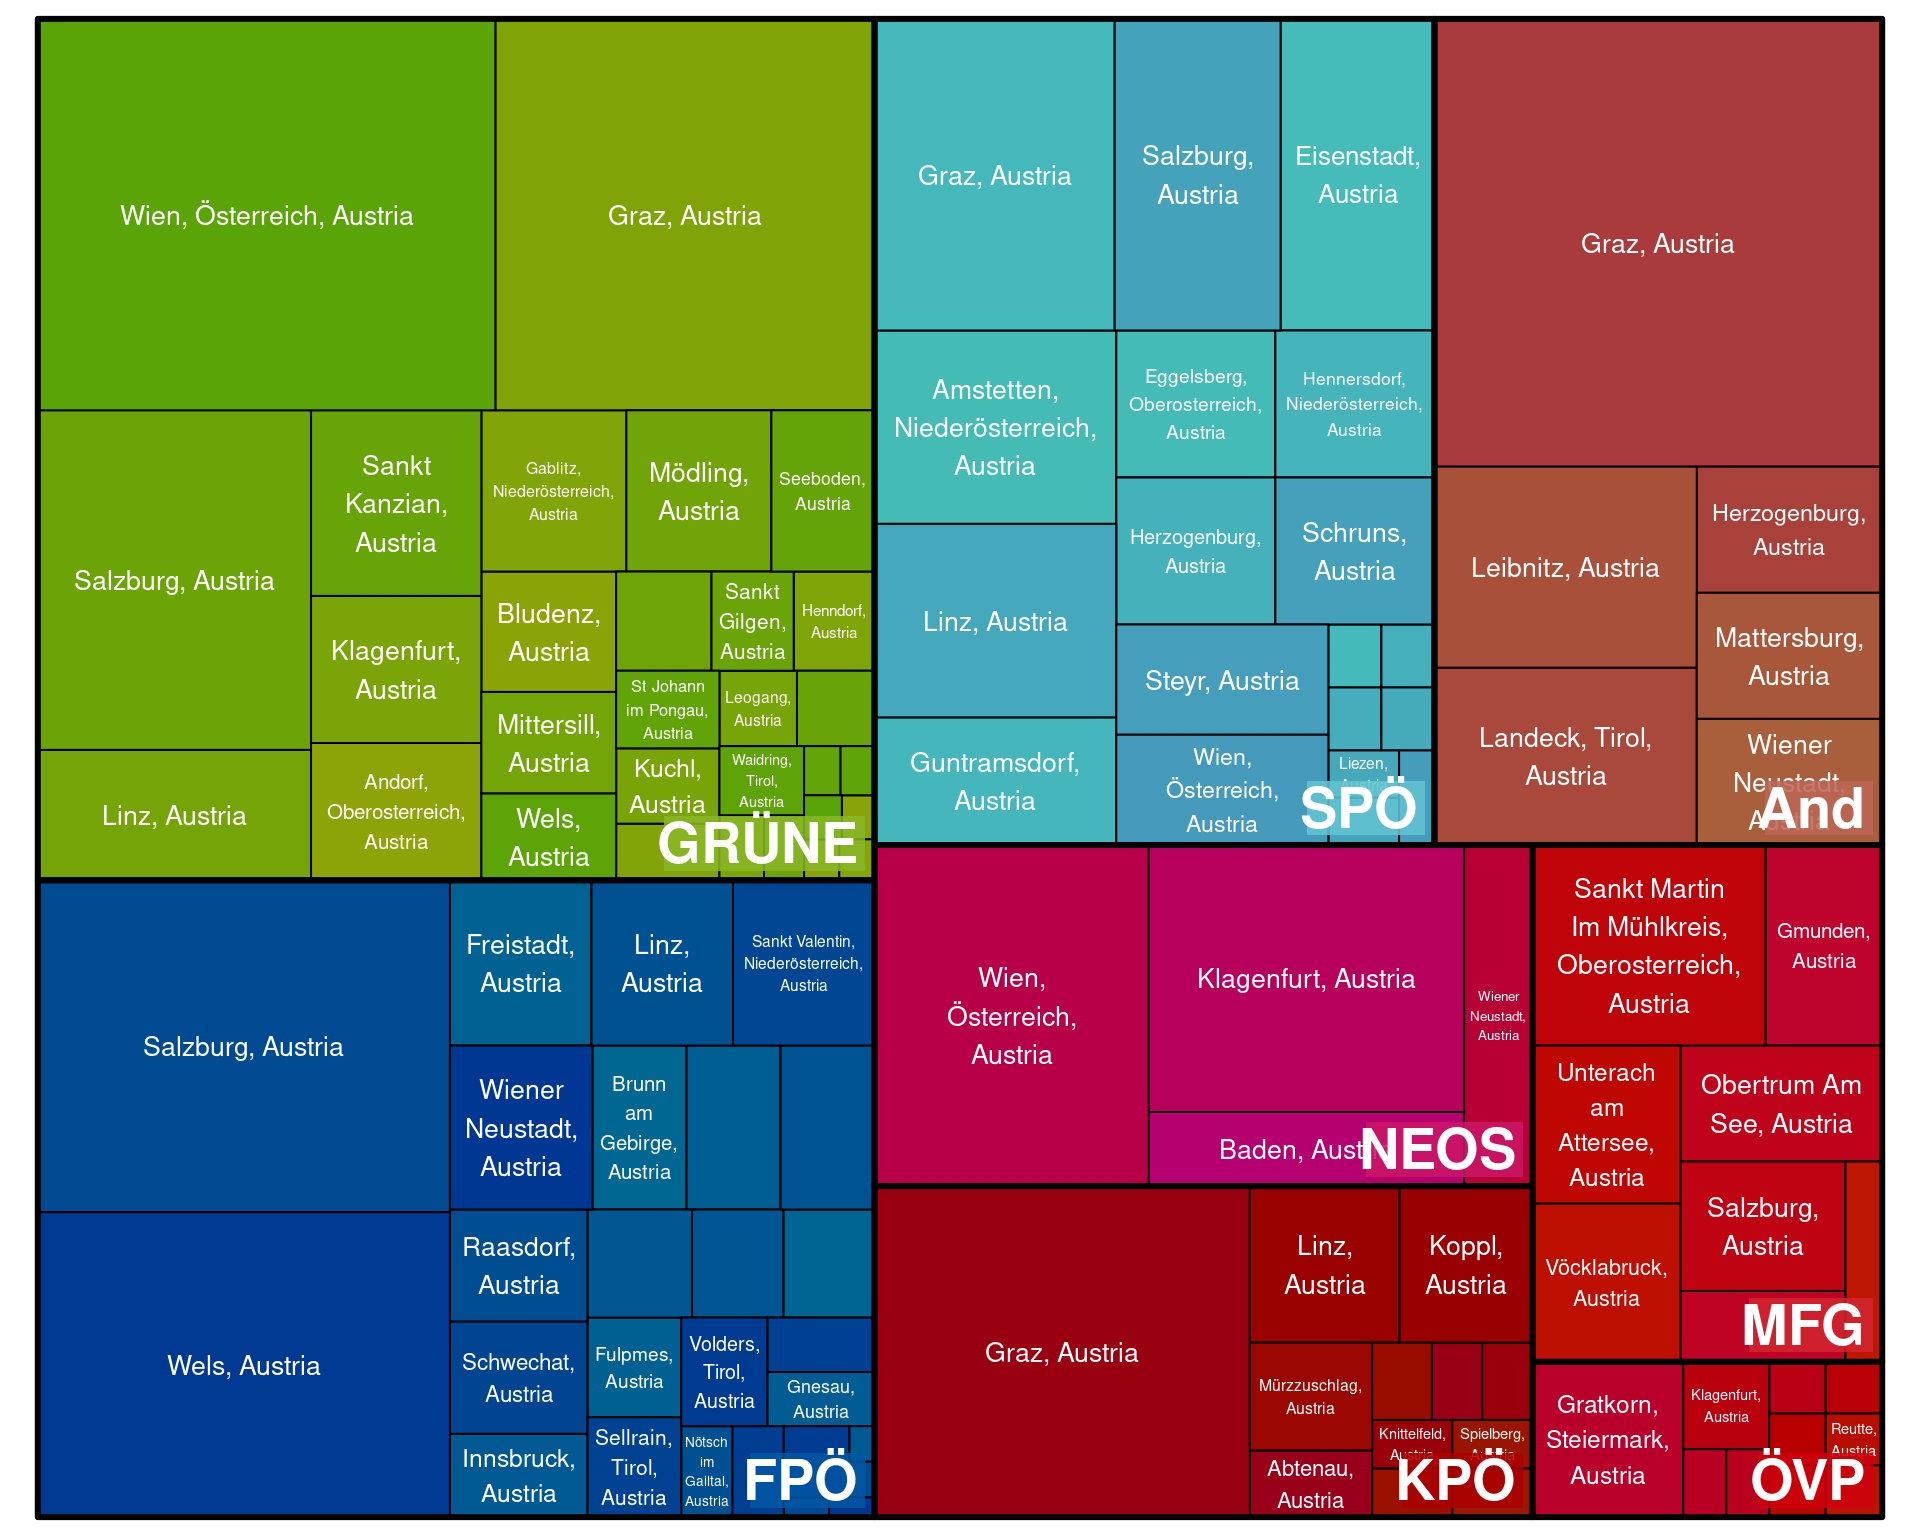 Wien, Österreich, Austria
Graz, Austria
Salzburg, Austria
Sankt
Kanzian,
Austria
Gablitz,
Niederösterreich,
Austria
Mödling,
Austria
Seeboden,
Austria
Klagenfurt,
Austria
Bludenz,
Austria
Sankt
Gilgen,
Austria
Henndorf,
Austria
Mittersill,
Austria
St Johann
im Pongau,
Austria
Leogang,
Austria
Linz, Austria
Andorf,
Oberosterreich,
Austria
Wels,
Austria
Kuchl,
Austria
Waidring,
Tirol,
Austria
GRÜNE
Graz, Austria
Salzburg,
Austria
Eisenstadt,
Austria
Amstetten,
Niederösterreich,
Austria
Eggelsberg,
Oberosterreich,
Austria
Hennersdorf,
Niederösterreich,
Austria
Herzogenburg,
Austria
Schruns,
Austria
Linz, Austria
Steyr, Austria
Guntramsdorf,
Austria
Wien,
Österreich,
Austria
Liezen,
Austria
SPÖ
Graz, Austria
Leibnitz, Austria
Herzogenburg,
Austria
Mattersburg,
Austria
Landeck, Tirol,
Austria
Wiener
Neustadt,
Austria
And
Salzburg, Austria
Freistadt,
Austria
Linz,
Austria
Sankt Valentin,
Niederösterreich,
Austria
Wiener
Neustadt,
Austria
Brunn
am
Gebirge,
Austria
Wels, Austria
Raasdorf,
Austria
Schwechat,
Austria
Fulpmes,
Austria
Volders,
Tirol,
Austria
Gnesau,
Austria
Innsbruck,
Austria
Sellrain,
Tirol,
Austria
Nötsch
im
Gailtal,
Austria
FPÖ
Wien,
Österreich,
Austria
Klagenfurt, Austria
Wiener
Neustadt,
Austria
Baden, Austria
NEOS
Graz, Austria
Linz,
Austria
Koppl,
Austria
Mürzzuschlag,
Austria
Knittelfeld,
Austria
Spielberg,
Austria
Abtenau,
Austria
KPÖ
Sankt Martin
Im Mühlkreis,
Oberosterreich,
Austria
Gmunden,
Austria
Unterach
am
Attersee,
Austria
Obertrum Am
See, Austria
Vöcklabruck,
Austria
Salzburg,
Austria
MFG
Gratkorn,
Steiermark,
Austria
Klagenfurt,
Austria
Reutte,
Austria
ÖVP